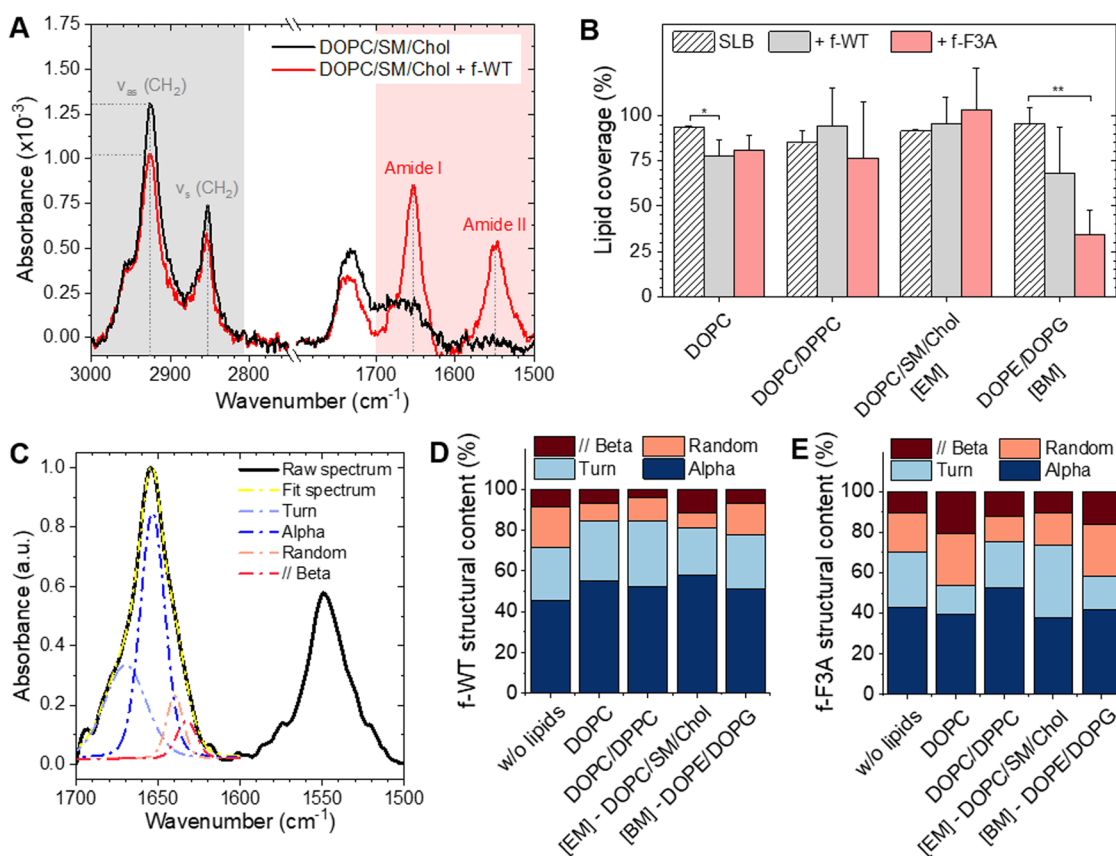 A
1.75
1.50
1.25
1.00
0.75
0.50
0.25
0.00
Absorbance (x10-3)
DOPC/SM/Chol
DOPC/SM/Chol + f-WT
vas (CH2)
vs (CH2)
Amide I
Amide II
3000 2900 2800 1600 1500
1600
Wavenumber (cm-1)
B
SLB + f-WT + f-F3A
*
**
100
75
50
25
0
Lipid coverage (%)
DOPC
DOPC/DPPC
DOPC/SM/Chol
[EM]
DOPE/DOPG
[BM]
C
1.0
0.8
0.6
0.4
0.2
0.0
Absorbance (a.u.)
Raw spectrum
Fit spectrum
Turn
Alpha
Random
// Beta
1700 1650 1600 1550 1500
Wavenumber (cm-1)
D
// Beta Random
Turn Alpha
100
80
60
40
20
0
f-WT structural content (%)
w/o lipids
DOPC
DOPC/DPPC
[EM] - DOPC/SM/Chol
[BM] - DOPE/DOPG
E
// Beta Random
Turn Alpha
100
80
60
40
20
0
f-F3A structural content (%)
w/o lipids
DOPC
DOPC/DPPC
[EM] - DOPC/SM/Chol
[BM] - DOPE/DOPG